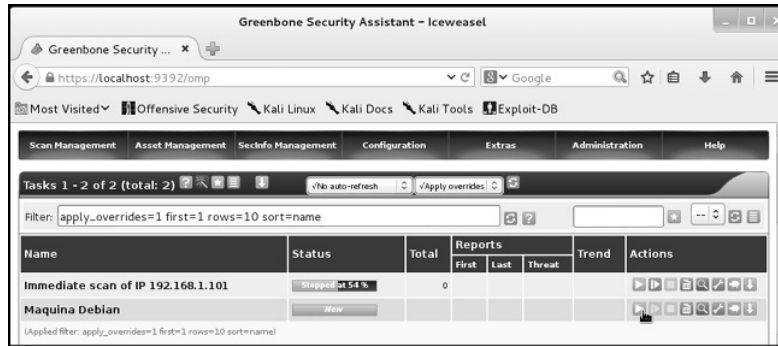 Greenbone Security Assistant - Iceweasel
Greenbone Security ...
https://localhost:9392/omp
Google
Most Visited Offensive Security Kali Linux Kali Docs Kali Tools Exploit-DB
Scan Management Asset Management SecInfo Management Configuration Extras Administration Help
Tasks 1 - 2 of 2 (total: 2) √No auto-refresh √Apply overrides
Filter: apply_overrides=1 first=1 rows=10 sort=name --
Name Status Total Reports Trend Actions
First Last Threat
Immediate scan of IP 192.168.1.101 Stopped at 54 % 0
Maquina Debian New
(Applied filter: apply_overrides=1 first=1 rows=10 sort=name)